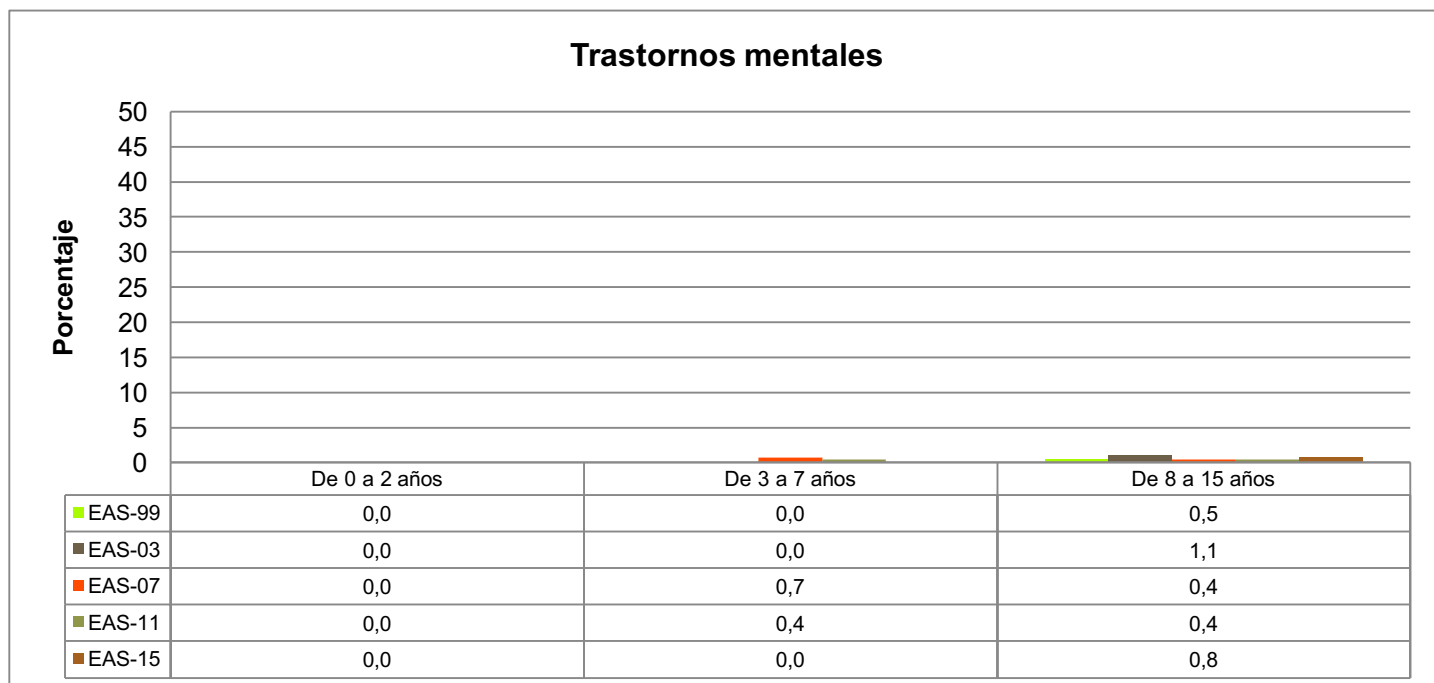 Trastornos mentales
Porcentaje
50
45
40
35
30
25
20
15
10
5
0
De 0 a 2 años De 3 a 7 años De 8 a 15 años
EAS-99 0,0 0,0 0,5
EAS-03 0,0 0,0 1,1
EAS-07 0,0 0,7 0,4
EAS-11 0,0 0,4 0,4
EAS-15 0,0 0,0 0,8